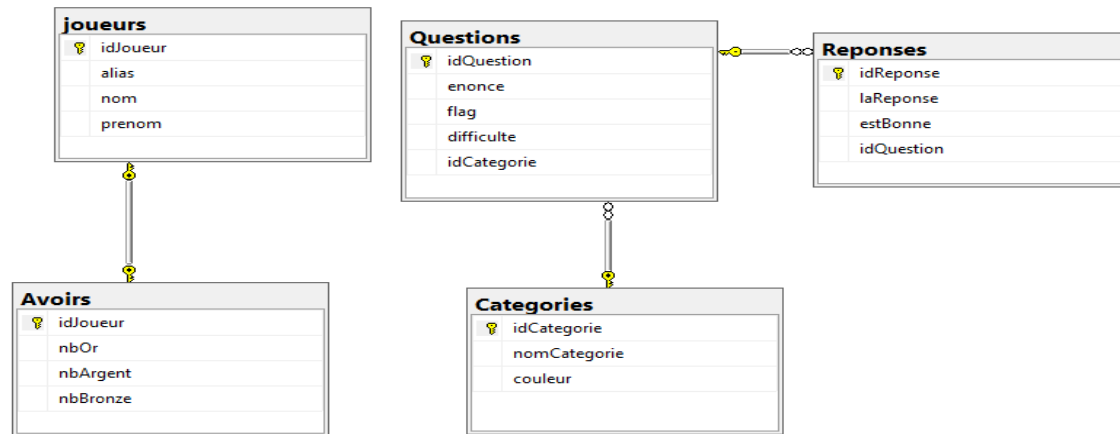 joueurs
idJoueur
alias
nom
prenom
Questions
idQuestion
enonce
flag
difficulte
idCategorie
Reponses
idReponse
laReponse
estBonne
idQuestion
Avoirs
idJoueur
nbOr
nbArgent
nbBronze
Categories
idCategorie
nomCategorie
couleur